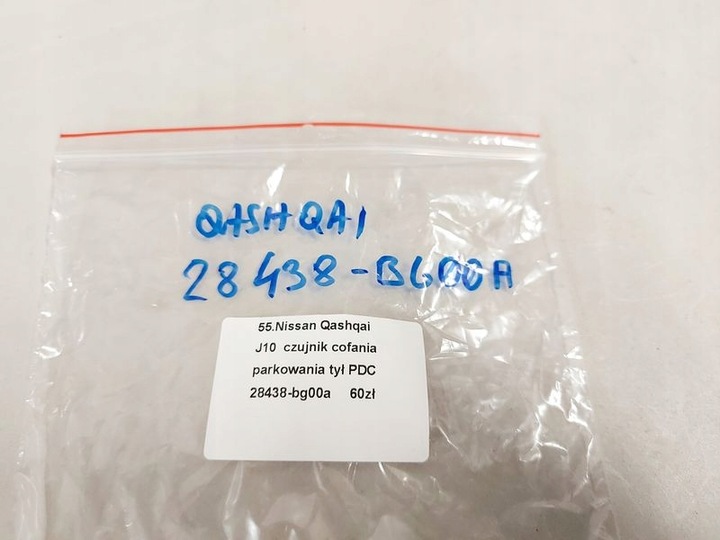 QASHQAI
28438-BG00A
55.Nissan Qashqai
J10 czujnik cofania
parkowania tył PDC
28438-bg00a 60zł